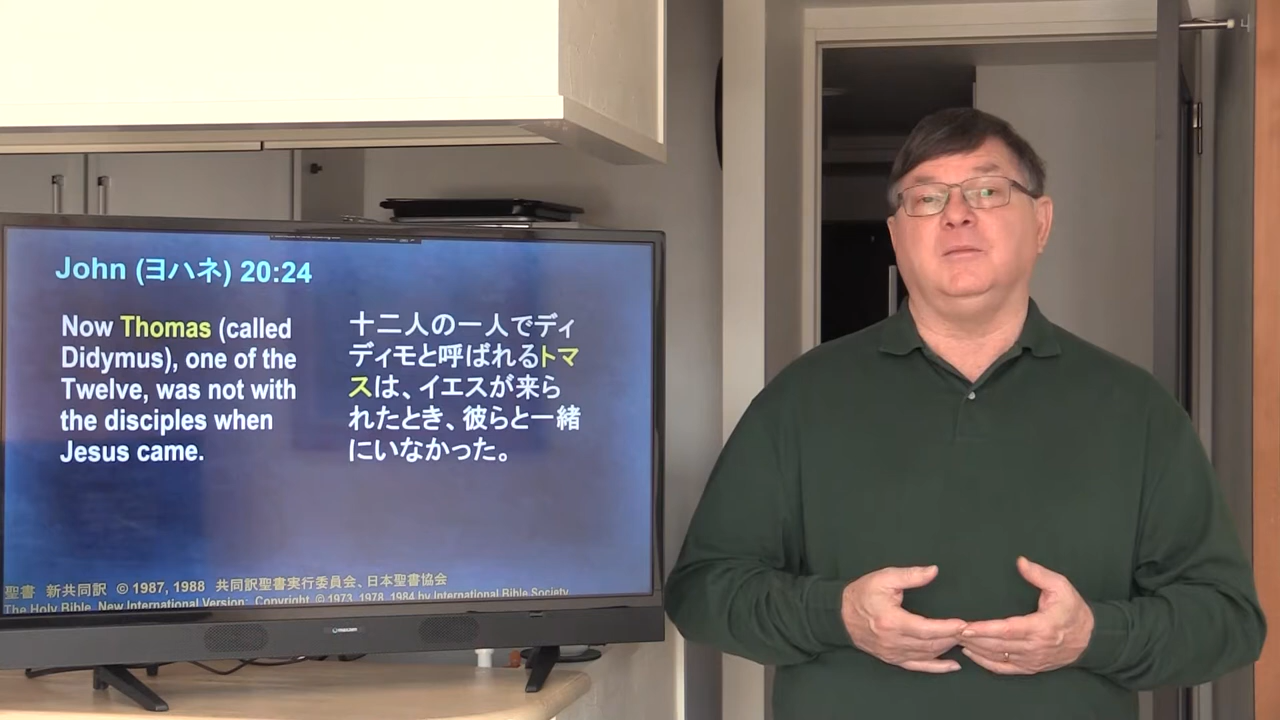 John (ヨハネ) 20:24
Now Thomas (called
Didymus), one of the
Twelve, was not with
the disciples when
Jesus came.
十二人の一人でディ
ディモと呼ばれるトマ
スは、イエスが来ら
れたとき、彼らと一緒
にいなかった。
聖書 新共同訳 © 1987, 1988 共同訳聖書実行委員会、日本聖書協会
The Holy Bible, New International Version; Copyright © 1973, 1978, 1984 by International Bible Society